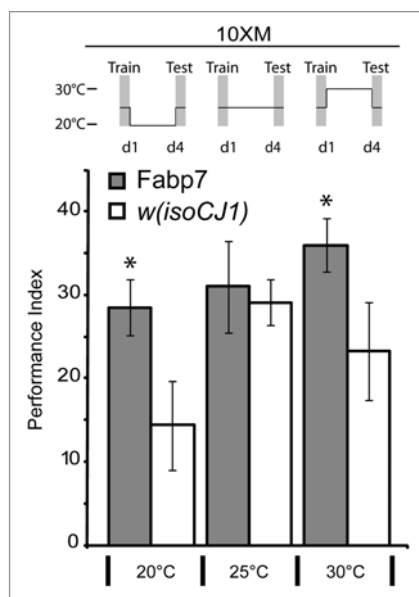 10XM
Train Test Train Test Train Test
30°C
20°C
d1 d4 d1 d4 d1 d4
Fabp7
w(isoCJ1)
Performance Index
40
30
20
10
0
* *
20°C 25°C 30°C